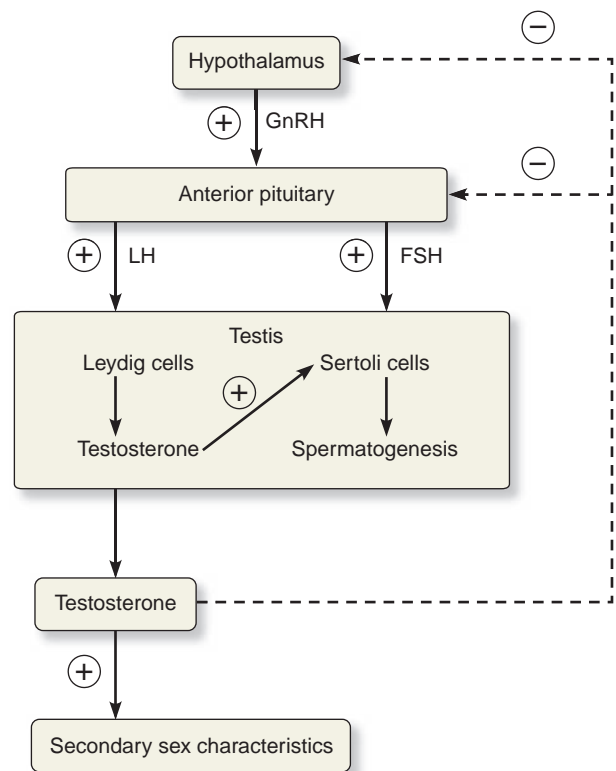 −
Hypothalamus
+ GnRH
−
Anterior pituitary
+ LH
+ FSH
Testis
Leydig cells
Sertoli cells
+
Testosterone
Spermatogenesis
Testosterone
+
Secondary sex characteristics